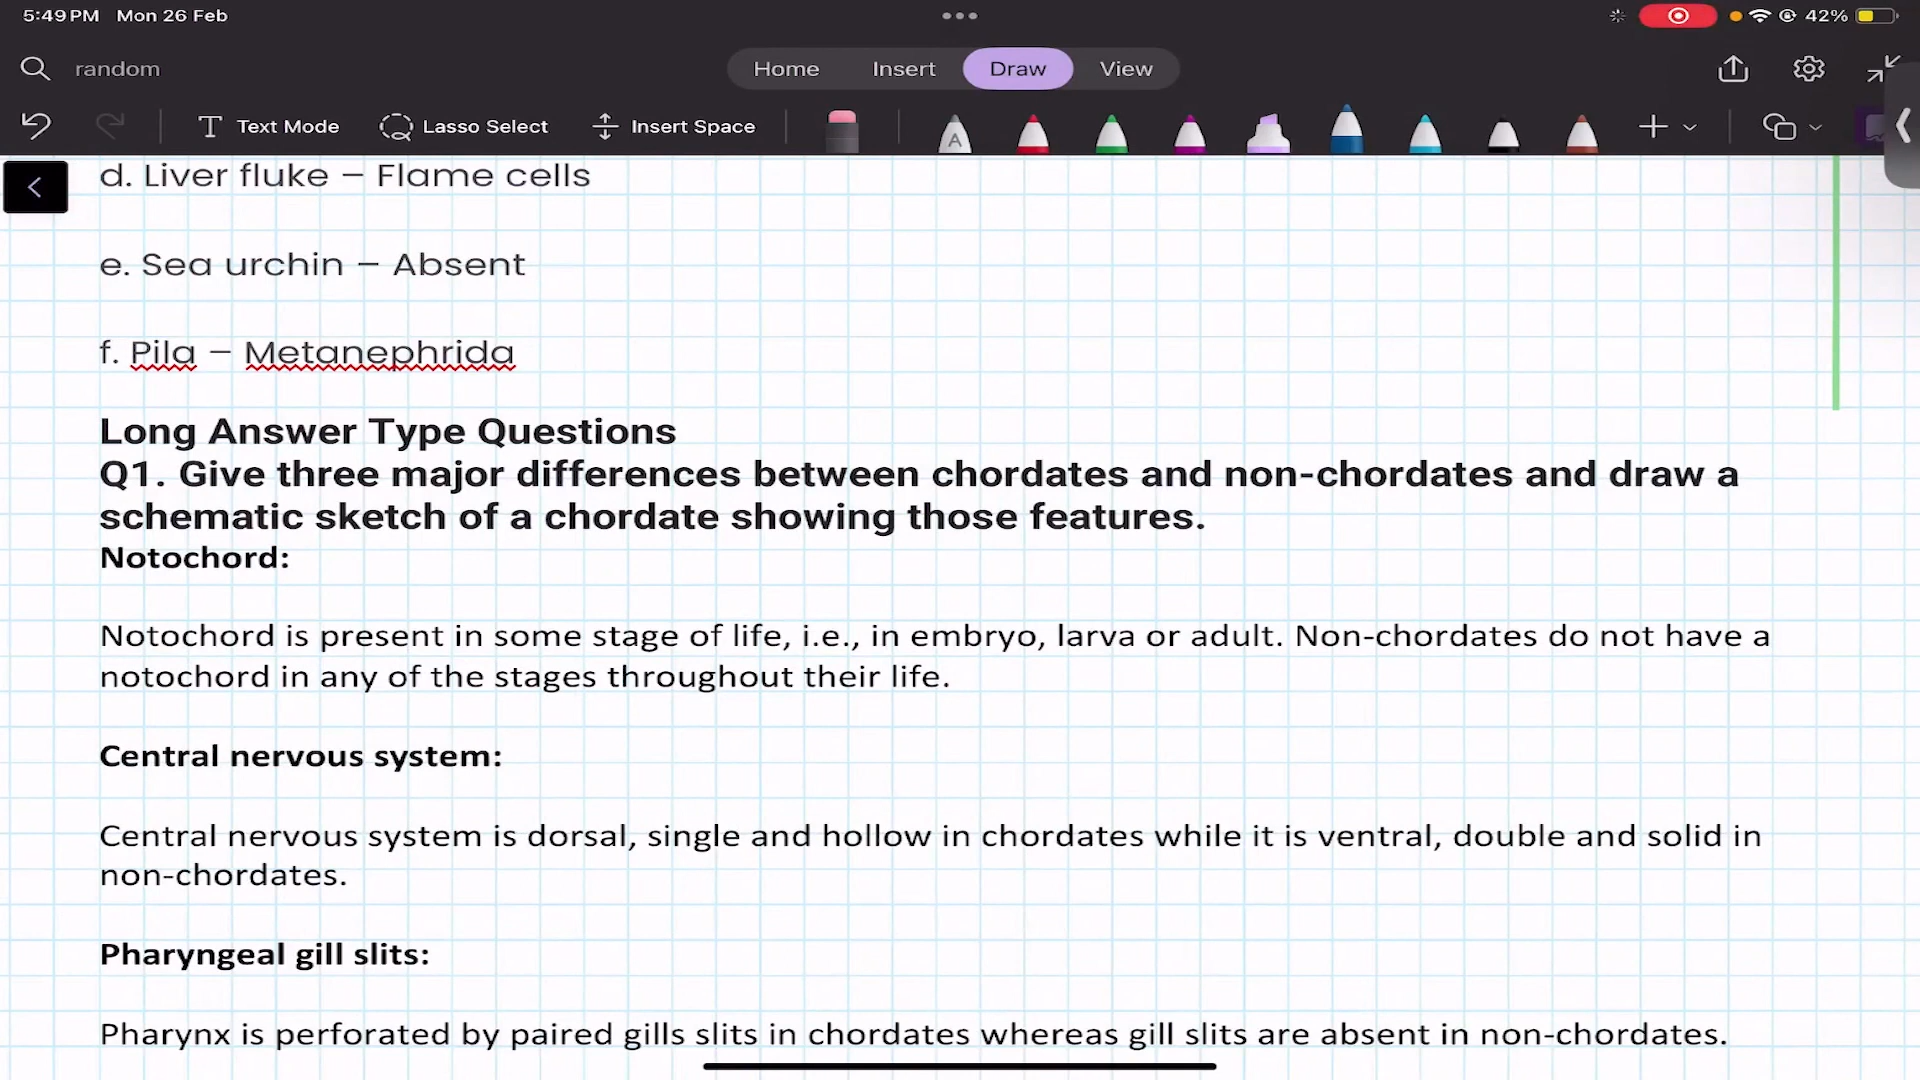 5:49 PM Mon 26 Feb
42%
random
Home Insert Draw View
Text Mode Lasso Select Insert Space
A
d. Liver fluke – Flame cells
e. Sea urchin – Absent
f. Pila – Metanephrida
Long Answer Type Questions
Q1. Give three major differences between chordates and non-chordates and draw a
schematic sketch of a chordate showing those features.
Notochord:
Notochord is present in some stage of life, i.e., in embryo, larva or adult. Non-chordates do not have a
notochord in any of the stages throughout their life.
Central nervous system:
Central nervous system is dorsal, single and hollow in chordates while it is ventral, double and solid in
non-chordates.
Pharyngeal gill slits:
Pharynx is perforated by paired gills slits in chordates whereas gill slits are absent in non-chordates.